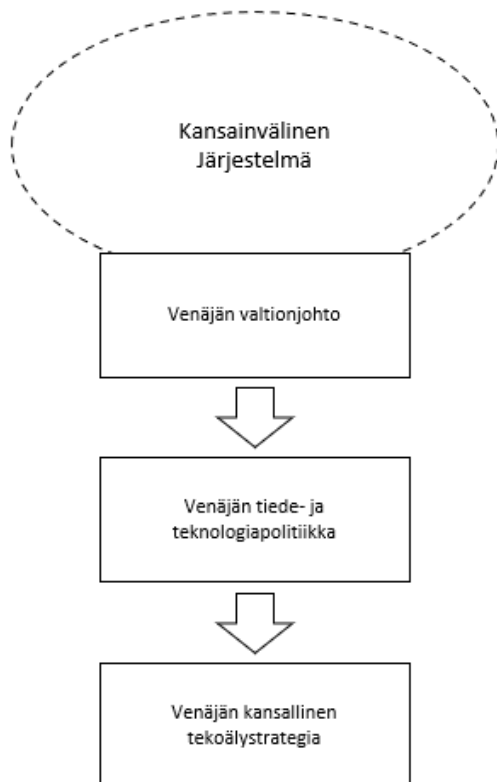 Kansainvälinen
Järjestelmä
Venäjän valtionjohto
Venäjän tiede- ja
teknologiapolitiikka
Venäjän kansallinen
tekoälystrategia